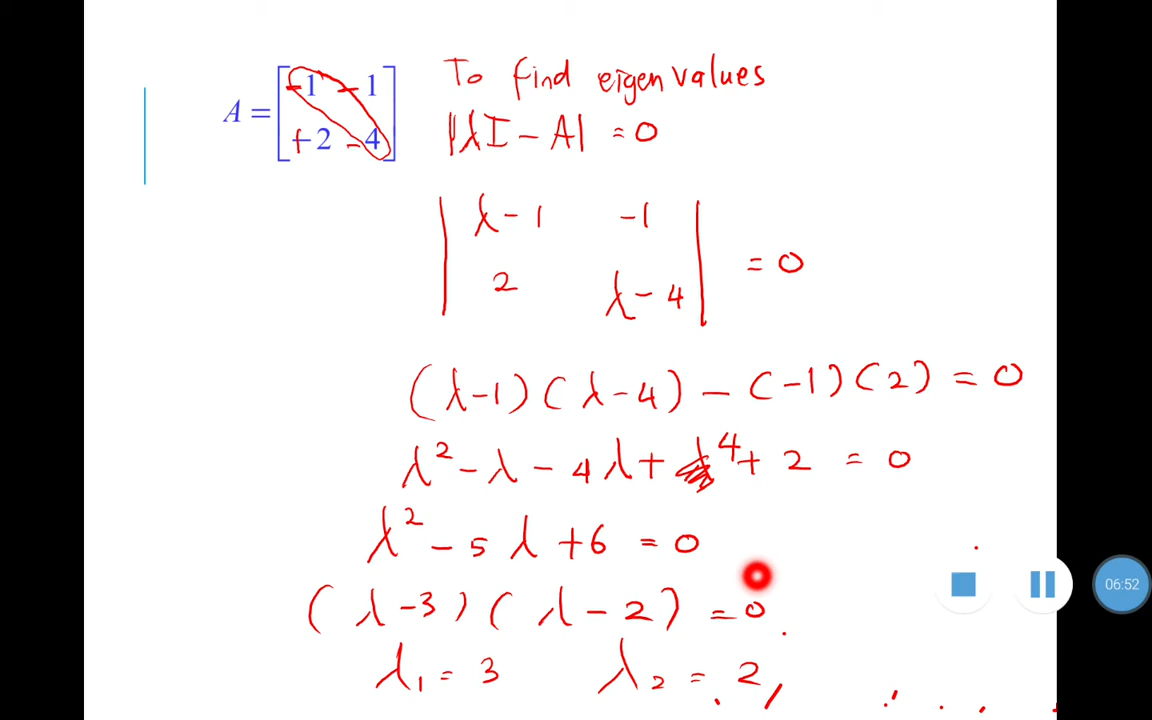 A = [ -1 -1
+2 -4 ]
To find eigen values
|λI - A| = 0
| λ-1 -1 |
| 2 λ-4 | = 0
(λ-1)(λ-4) - (-1)(2) = 0
λ² - λ - 4λ + 4 + 2 = 0
λ² - 5λ + 6 = 0
(λ-3)(λ-2) = 0
λ₁ = 3 λ₂ = 2
06:52